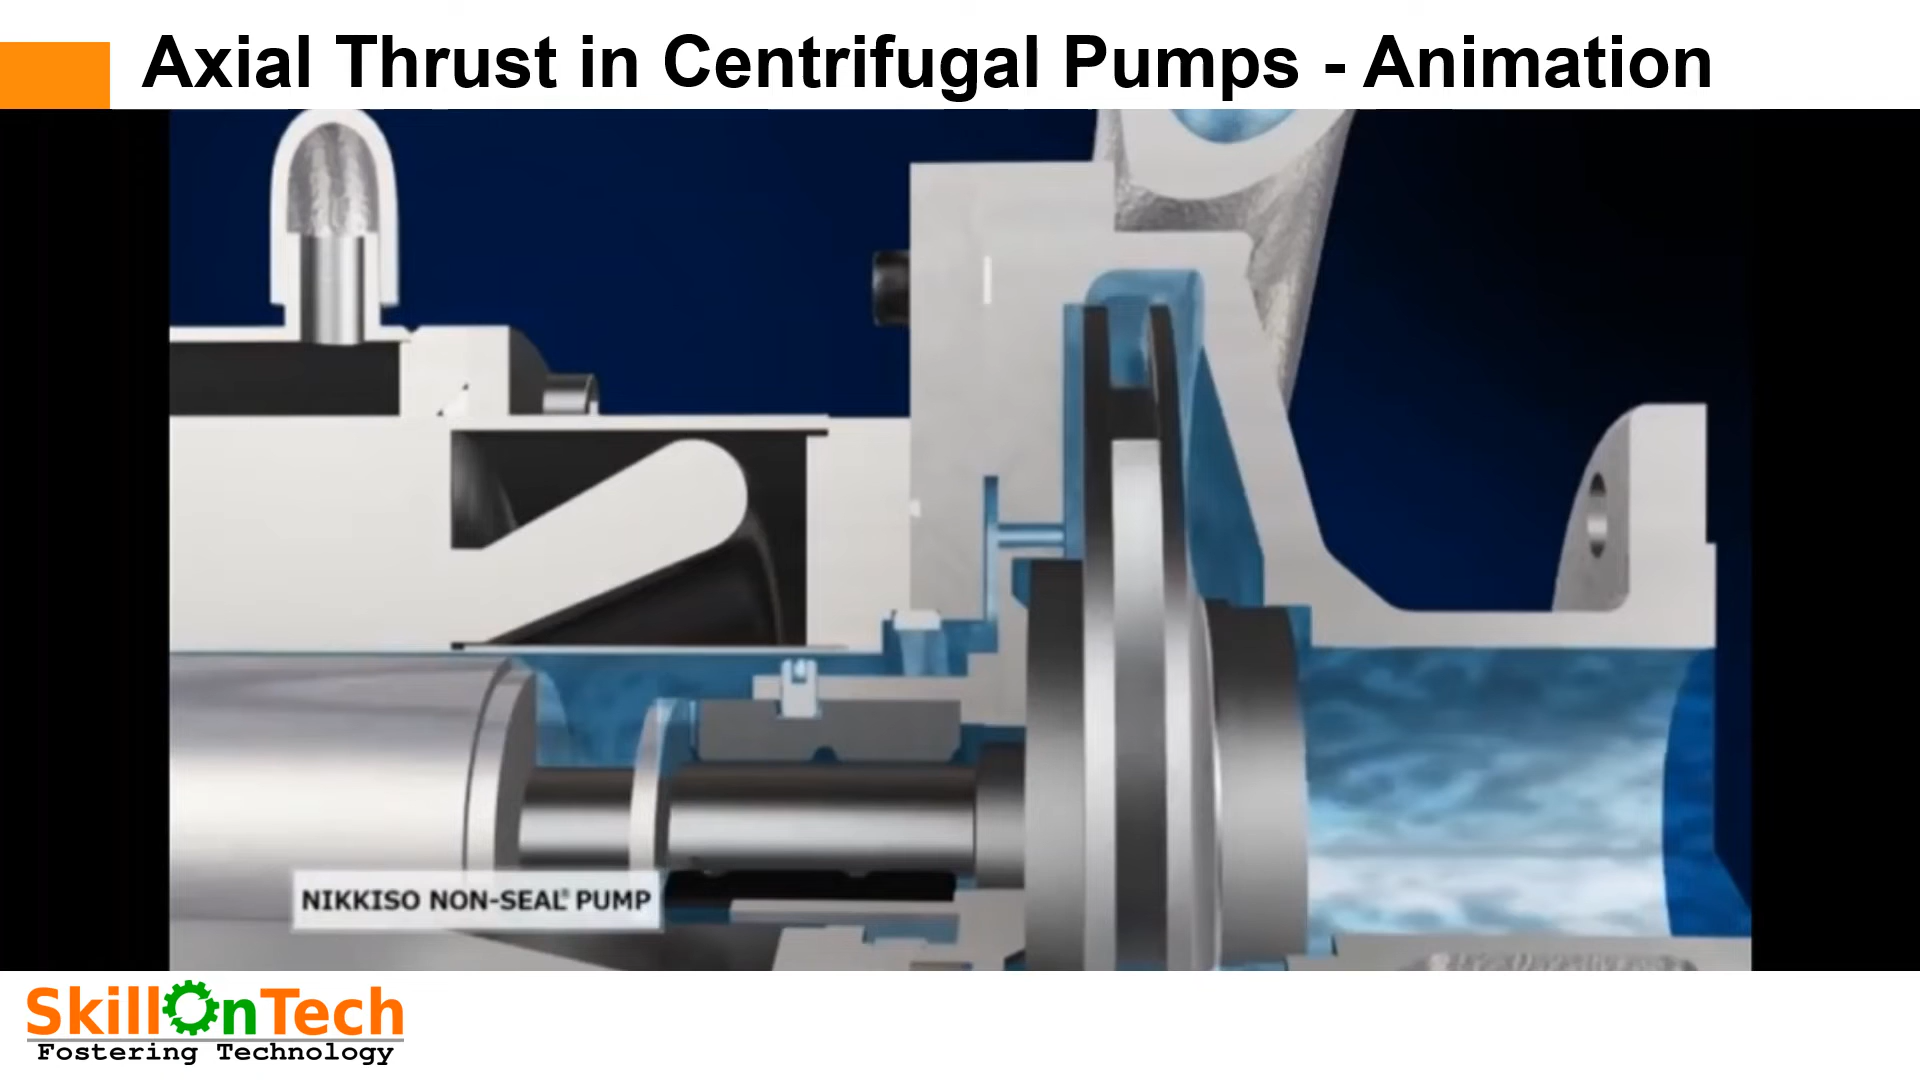 Axial Thrust in Centrifugal Pumps - Animation
NIKKISO NON-SEAL® PUMP
SkillOnTech
Fostering Technology